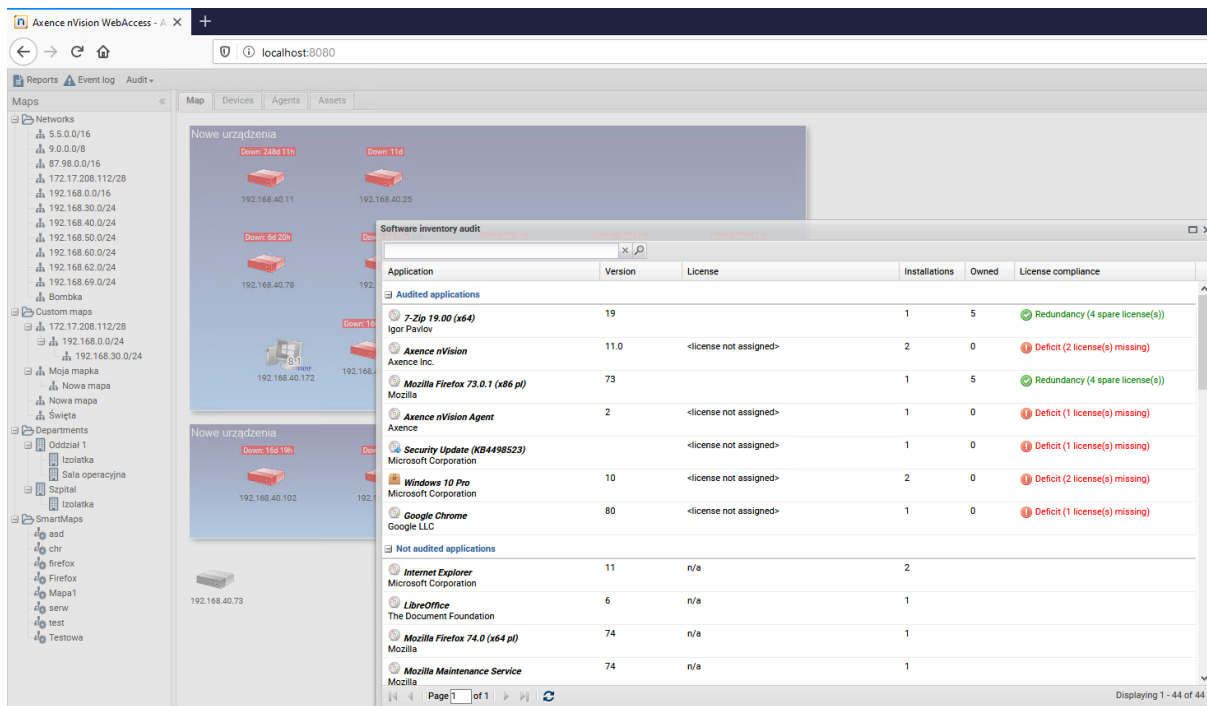 Axence nVision WebAccess - A
localhost:8080
Reports Event log Audit
Maps
Networks
5.5.0.0/16
9.0.0.0/8
87.98.0.0/16
172.17.208.112/28
192.168.0.0/16
192.168.30.0/24
192.168.40.0/24
192.168.50.0/24
192.168.60.0/24
192.168.62.0/24
192.168.69.0/24
Bombka
Custom maps
172.17.208.112/28
192.168.0.0/24
192.168.30.0/24
Moja mapka
Nowa mapa
Nowa mapa
Święta
Departments
Oddział 1
Izolatka
Sala operacyjna
Szpital
Izolatka
SmartMaps
asd
chr
firefox
Firefox
Mapa1
serw
test
Testowa
Map Devices Agents Assets
Nowe urządzenia
Down: 248d 11h Down: 11d
192.168.40.11 192.168.40.25
Down: 6d 20h
192.168.40.78
8.1
192.168.40.172
Nowe urządzenia
Down: 16d 19h
192.168.40.102
192.168.40.73
Software inventory audit
Application Version License Installations Owned License compliance
Audited applications
7-Zip 19.00 (x64) 19 1 5 Redundancy (4 spare license(s))
Igor Pavlov
Axence nVision 11.0 <license not assigned> 2 0 Deficit (2 license(s) missing)
Axence Inc.
Mozilla Firefox 73.0.1 (x86 pl) 73 1 5 Redundancy (4 spare license(s))
Mozilla
Axence nVision Agent 2 <license not assigned> 1 0 Deficit (1 license(s) missing)
Axence
Security Update (KB4498523) <license not assigned> 1 0 Deficit (1 license(s) missing)
Microsoft Corporation
Windows 10 Pro 10 <license not assigned> 2 0 Deficit (2 license(s) missing)
Microsoft Corporation
Google Chrome 80 <license not assigned> 1 0 Deficit (1 license(s) missing)
Google LLC
Not audited applications
Internet Explorer 11 n/a 2
Microsoft Corporation
LibreOffice 6 n/a 1
The Document Foundation
Mozilla Firefox 74.0 (x64 pl) 74 n/a 1
Mozilla
Mozilla Maintenance Service 74 n/a 1
Mozilla
Page 1 of 1 Displaying 1 - 44 of 44